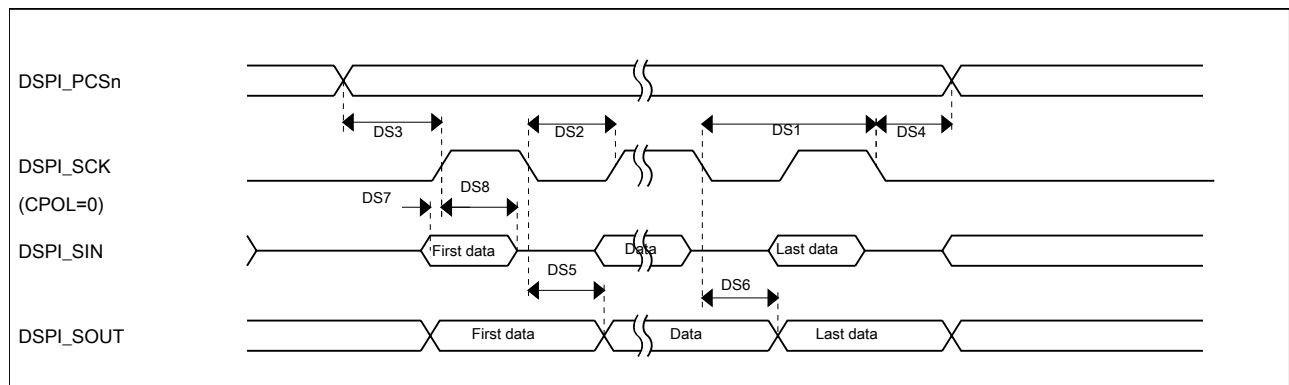 DSPI_PCSn
DS3
DS2
DS1
DS4
DSPI_SCK
(CPOL=0)
DS7
DS8
DSPI_SIN
First data
Data
Last data
DS5
DS6
DSPI_SOUT
First data
Data
Last data